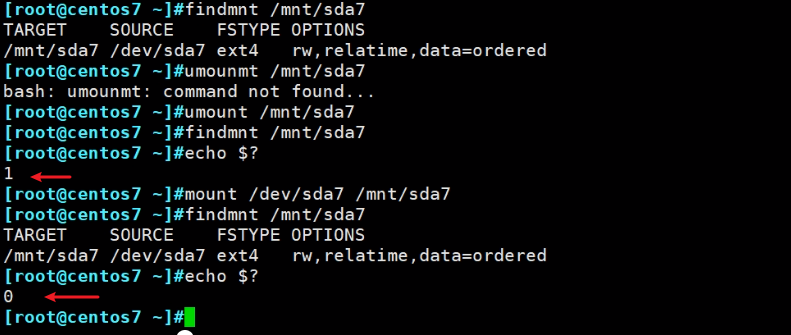 [root@centos7 ~]#findmnt /mnt/sda7
TARGET    SOURCE    FSTYPE OPTIONS
/mnt/sda7 /dev/sda7 ext4   rw,relatime,data=ordered
[root@centos7 ~]#umounmt /mnt/sda7
bash: umounmt: command not found...
[root@centos7 ~]#umount /mnt/sda7
[root@centos7 ~]#findmnt /mnt/sda7
[root@centos7 ~]#echo $?
1
[root@centos7 ~]#mount /dev/sda7 /mnt/sda7
[root@centos7 ~]#findmnt /mnt/sda7
TARGET    SOURCE    FSTYPE OPTIONS
/mnt/sda7 /dev/sda7 ext4   rw,relatime,data=ordered
[root@centos7 ~]#echo $?
0
[root@centos7 ~]#